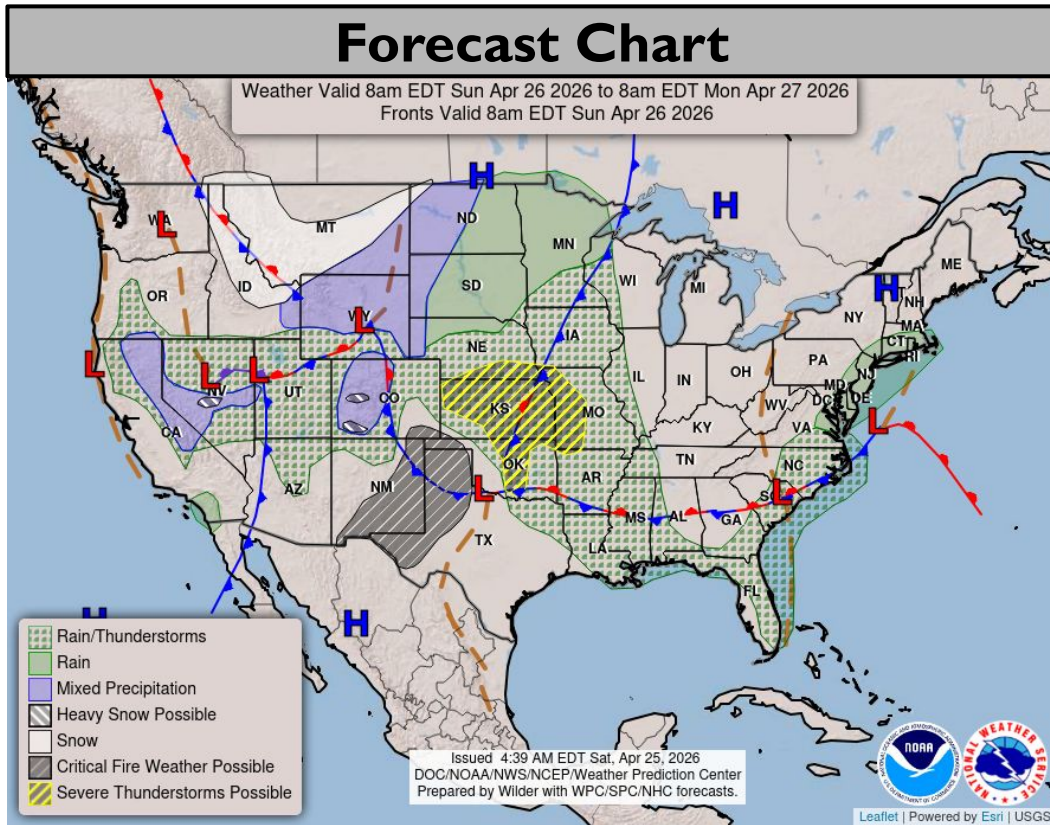 Forecast Chart
Weather Valid 8am EDT Sun Apr 26 2026 to 8am EDT Mon Apr 27 2026
Fronts Valid 8am EDT Sun Apr 26 2026
H
H
WA
L
MT
ND
MN
H
ME
OR
ID
SD
WI
MI
H
VT
NH
NY
MA
WY
L
NE
IA
CT
RI
L
L
L
NV
UT
CO
KS
MO
IL
IN
OH
PA
NJ
MD
DE
DC
WV
VA
KY
L
CA
AZ
NM
OK
AR
TN
NC
L
L
SC
TX
LA
MS
AL
GA
FL
H
H
Rain/Thunderstorms
Rain
Mixed Precipitation
Heavy Snow Possible
Snow
Critical Fire Weather Possible
Severe Thunderstorms Possible
Issued 4:39 AM EDT Sat, Apr 25, 2026
DOC/NOAA/NWS/NCEP/Weather Prediction Center
Prepared by Wilder with WPC/SPC/NHC forecasts.
NOAA
NATIONAL WEATHER SERVICE
Leaflet | Powered by Esri | USGS